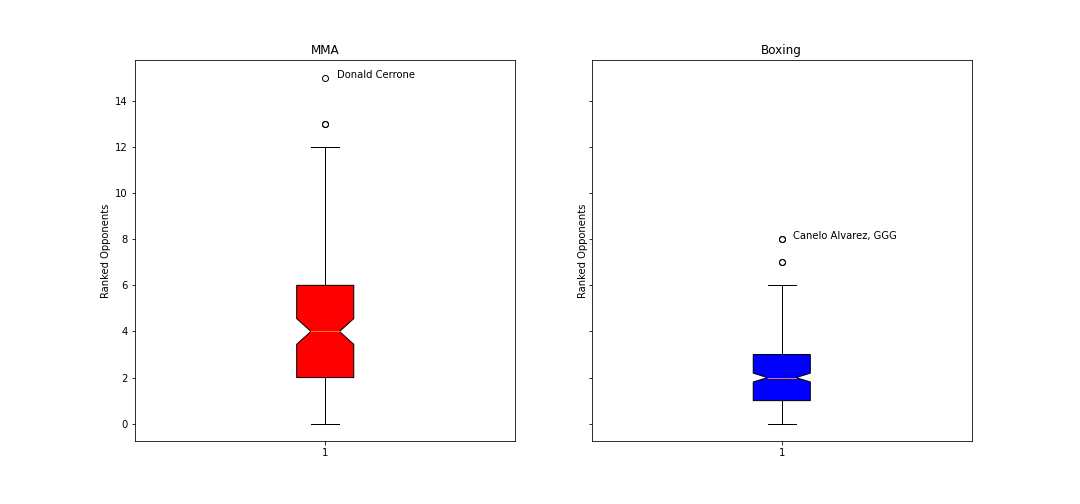 MMA
Donald Cerrone
14
12
10
8
6
4
2
0
Ranked Opponents
1
Boxing
Canelo Alvarez, GGG
Ranked Opponents
1